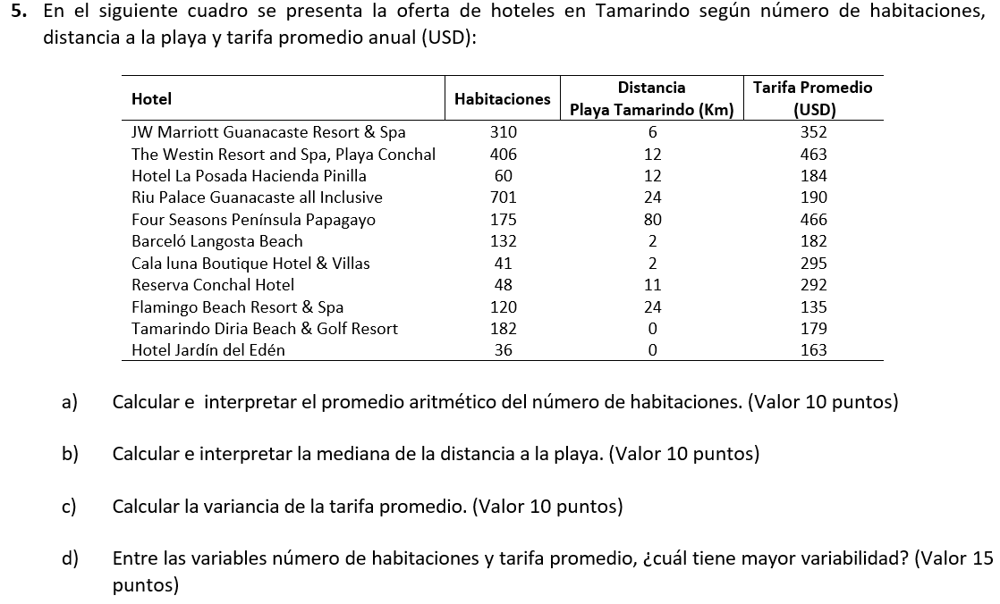 5. En el siguiente cuadro se presenta la oferta de hoteles en Tamarindo según número de habitaciones,
distancia a la playa y tarifa promedio anual (USD):
Hotel Habitaciones Distancia Playa Tamarindo (Km) Tarifa Promedio (USD)
JW Marriott Guanacaste Resort & Spa 310 6 352
The Westin Resort and Spa, Playa Conchal 406 12 463
Hotel La Posada Hacienda Pinilla 60 12 184
Riu Palace Guanacaste all Inclusive 701 24 190
Four Seasons Península Papagayo 175 80 466
Barceló Langosta Beach 132 2 182
Cala luna Boutique Hotel & Villas 41 2 295
Reserva Conchal Hotel 48 11 292
Flamingo Beach Resort & Spa 120 24 135
Tamarindo Diria Beach & Golf Resort 182 0 179
Hotel Jardín del Edén 36 0 163
a) Calcular e interpretar el promedio aritmético del número de habitaciones. (Valor 10 puntos)
b) Calcular e interpretar la mediana de la distancia a la playa. (Valor 10 puntos)
c) Calcular la variancia de la tarifa promedio. (Valor 10 puntos)
d) Entre las variables número de habitaciones y tarifa promedio, ¿cuál tiene mayor variabilidad? (Valor 15
puntos)